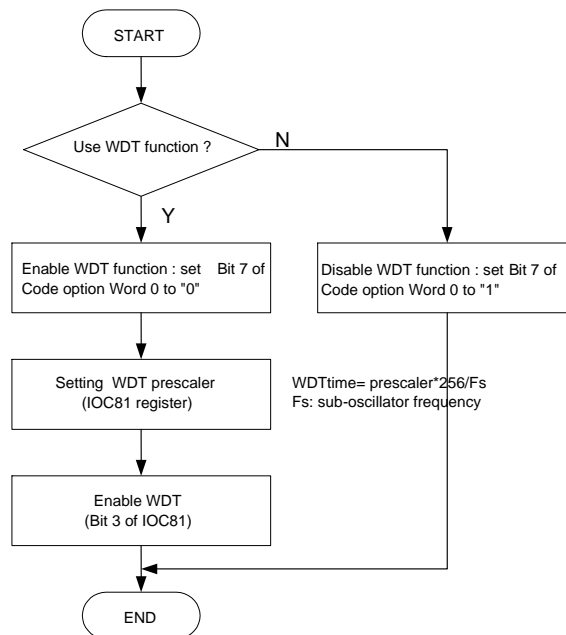 START
Use WDT function ?
N
Y
Enable WDT function : set Bit 7 of
Code option Word 0 to "0"
Disable WDT function : set Bit 7 of
Code option Word 0 to "1"
Setting WDT prescaler
(IOC81 register)
WDTtime= prescaler*256/Fs
Fs: sub-oscillator frequency
Enable WDT
(Bit 3 of IOC81)
END